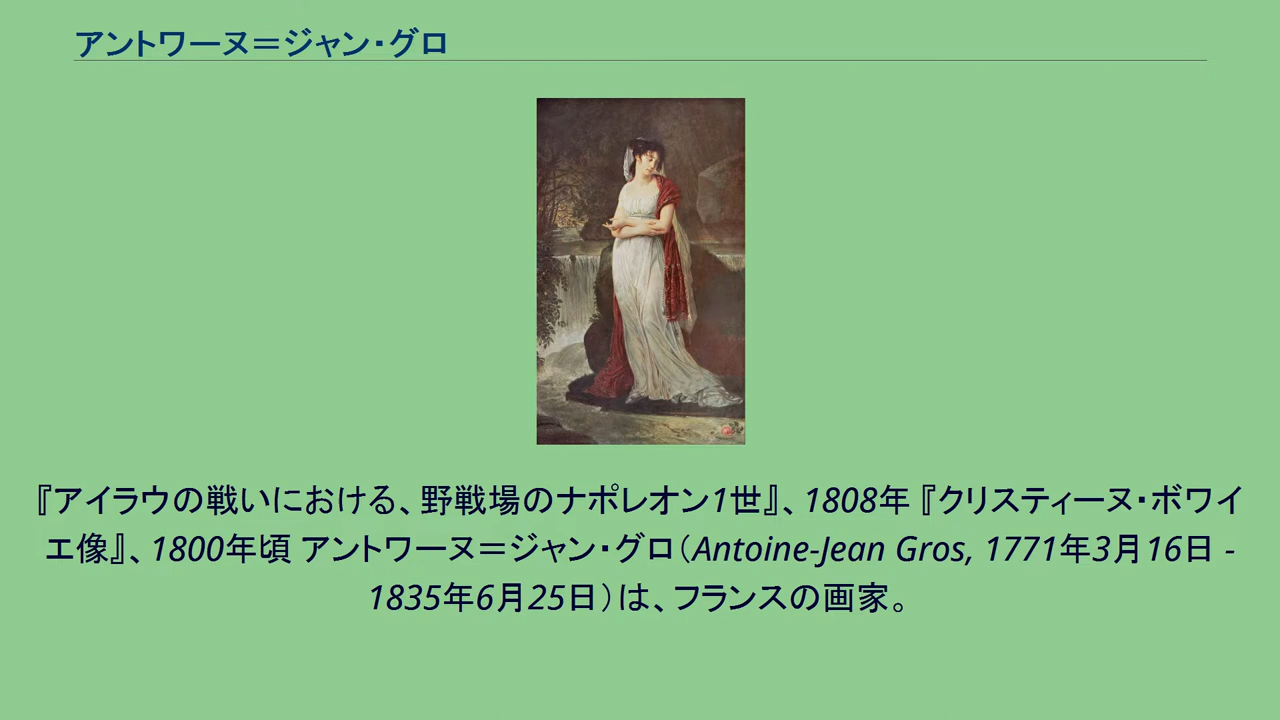 アントワーヌ＝ジャン・グロ
『アイラウの戦いにおける、野戦場のナポレオン1世』、1808年 『クリスティーヌ・ボワイ
エ像』、1800年頃 アントワーヌ＝ジャン・グロ（Antoine-Jean Gros, 1771年3月16日 -
1835年6月25日）は、フランスの画家。